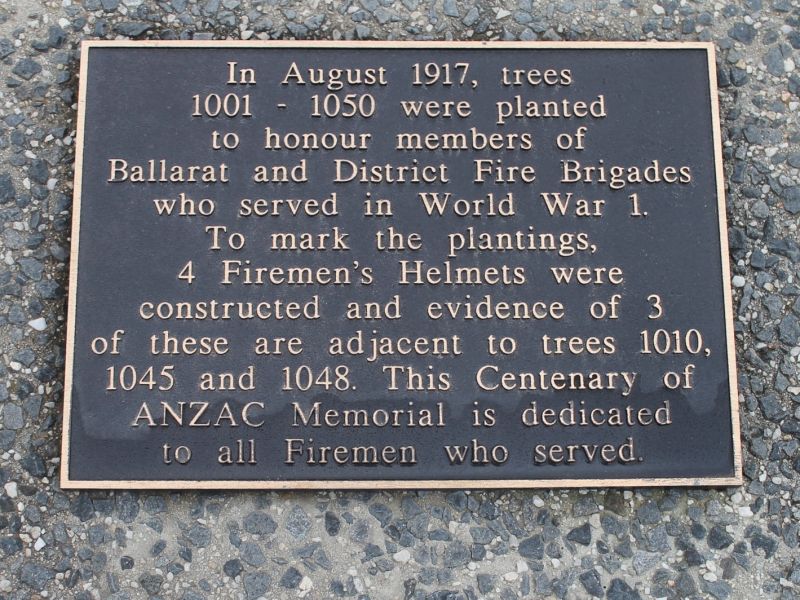 In August 1917, trees
1001 - 1050 were planted
to honour members of
Ballarat and District Fire Brigades
who served in World War 1.
To mark the plantings,
4 Firemen's Helmets were
constructed and evidence of 3
of these are adjacent to trees 1010,
1045 and 1048. This Centenary of
ANZAC Memorial is dedicated
to all Firemen who served.